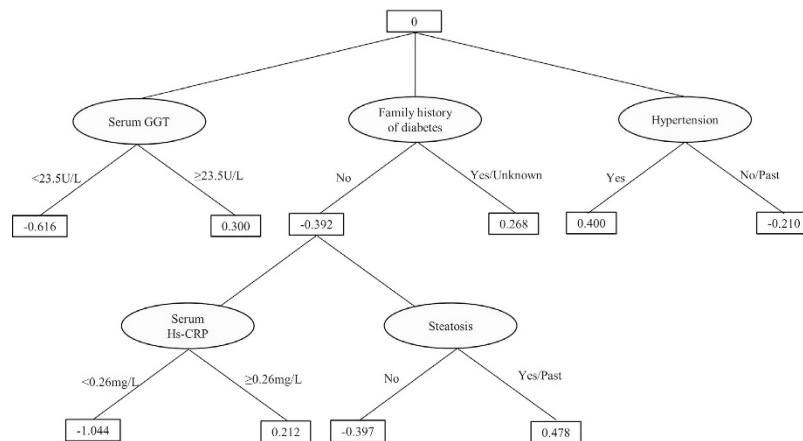 0
Serum GGT
Family history
of diabetes
Hypertension
<23.5U/L
≥23.5U/L
No
Yes/Unknown
Yes
No/Past
-0.616
0.300
-0.392
0.268
0.400
-0.210
Serum
Hs-CRP
Steatosis
<0.26mg/L
≥0.26mg/L
No
Yes/Past
-1.044
0.212
-0.397
0.478